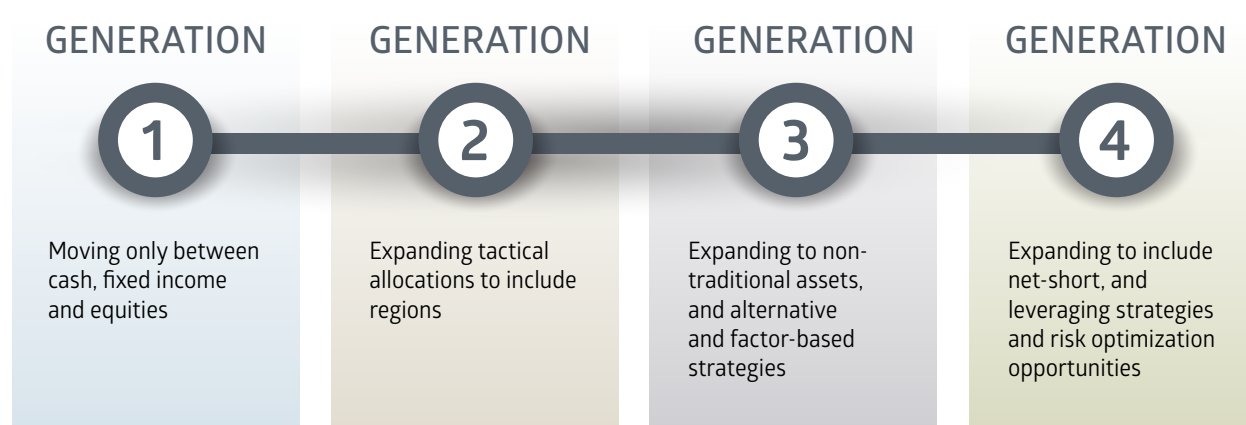 GENERATION
1
Moving only between
cash, fixed income
and equities
GENERATION
2
Expanding tactical
allocations to include
regions
GENERATION
3
Expanding to non-
traditional assets,
and alternative
and factor-based
strategies
GENERATION
4
Expanding to include
net-short, and
leveraging strategies
and risk optimization
opportunities